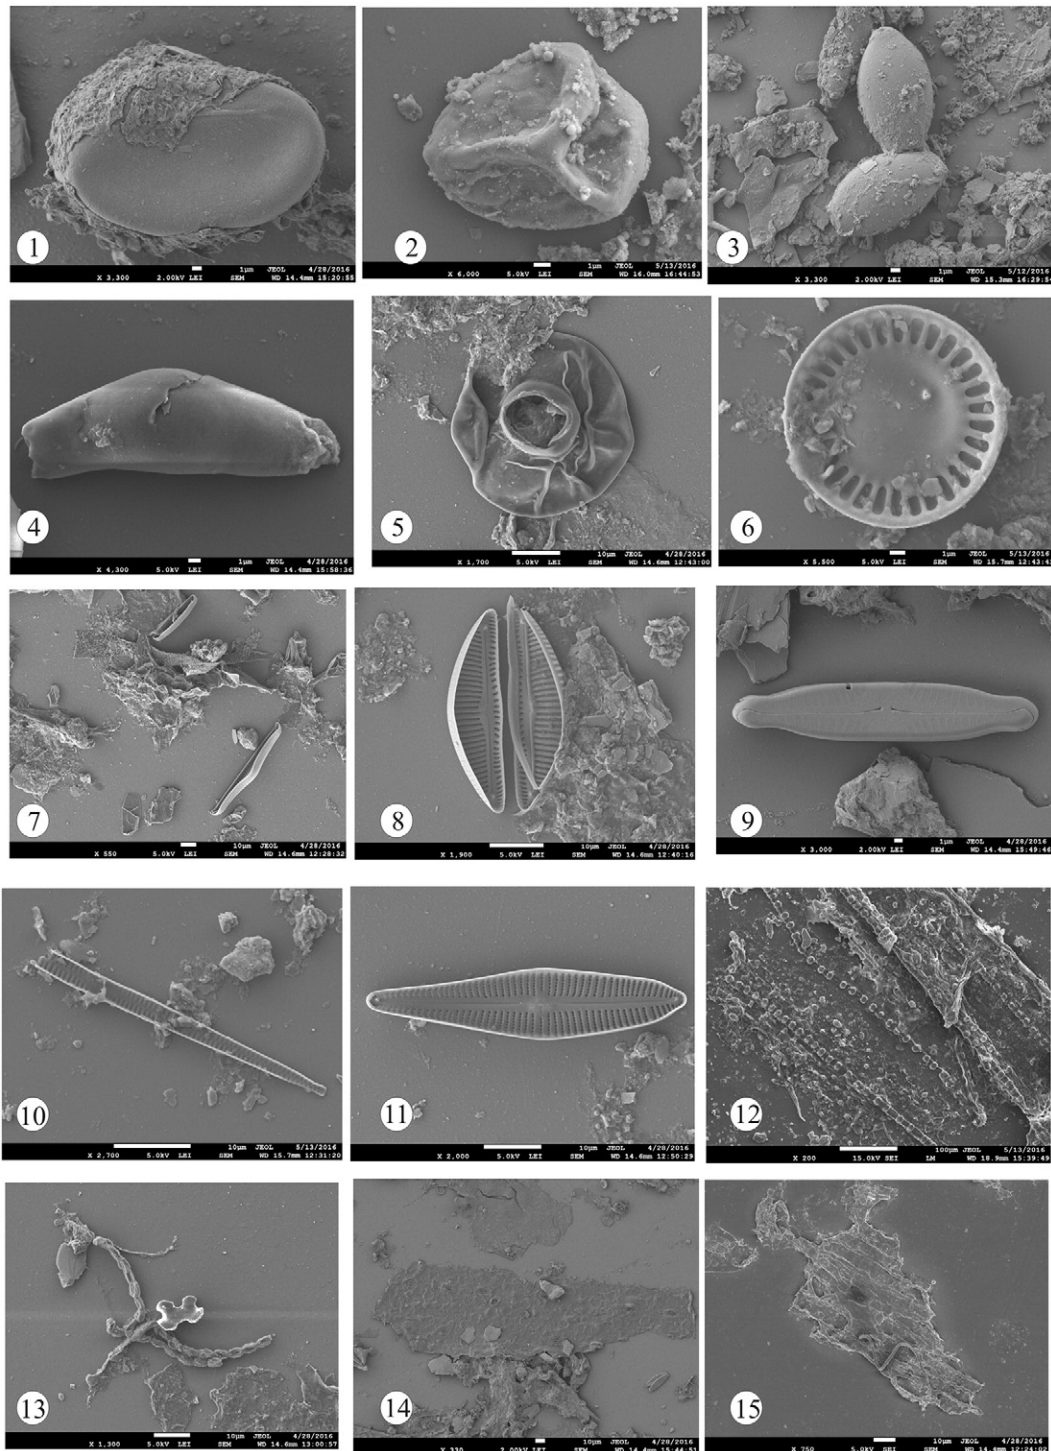 1
X 3,300 2.00kV LEI SEM 1µm JEOL 4/28/2016 WD 14.4mm 15:20:55
2
X 6,000 5.0kV LEI SEM 1µm JEOL 5/13/2016 WD 16.0mm 16:44:53
3
X 3,300 2.00kV LEI SEM 1µm JEOL 5/12/2016 WD 15.3mm 16:29:54
4
X 4,300 5.0kV LEI SEM 1µm JEOL 4/28/2016 WD 14.4mm 15:58:36
5
X 1,700 5.0kV LEI SEM 10µm JEOL 4/28/2016 WD 14.6mm 12:43:00
6
X 5,500 5.0kV LEI SEM 1µm JEOL 5/13/2016 WD 15.7mm 12:43:43
7
X 550 5.0kV LEI SEM 10µm JEOL 4/28/2016 WD 14.6mm 12:28:32
8
X 1,900 5.0kV LEI SEM 10µm JEOL 4/28/2016 WD 14.6mm 12:40:16
9
X 3,000 2.00kV LEI SEM 1µm JEOL 4/28/2016 WD 14.4mm 15:49:46
10
X 2,700 5.0kV LEI SEM 10µm JEOL 5/13/2016 WD 15.7mm 12:31:20
11
X 2,000 5.0kV LEI SEM 10µm JEOL 4/28/2016 WD 14.6mm 12:50:29
12
X 200 15.0kV SEI LM 100µm JEOL 5/13/2016 WD 18.9mm 15:39:49
13
X 1,300 5.0kV LEI SEM 10µm JEOL 4/28/2016 WD 14.6mm 13:00:57
14
X 330 2.00kV LEI SEM 10µm JEOL 4/28/2016 WD 14.4mm 15:44:51
15
X 750 5.0kV SEI SEM 10µm JEOL 4/28/2016 WD 14.4mm 12:24:02